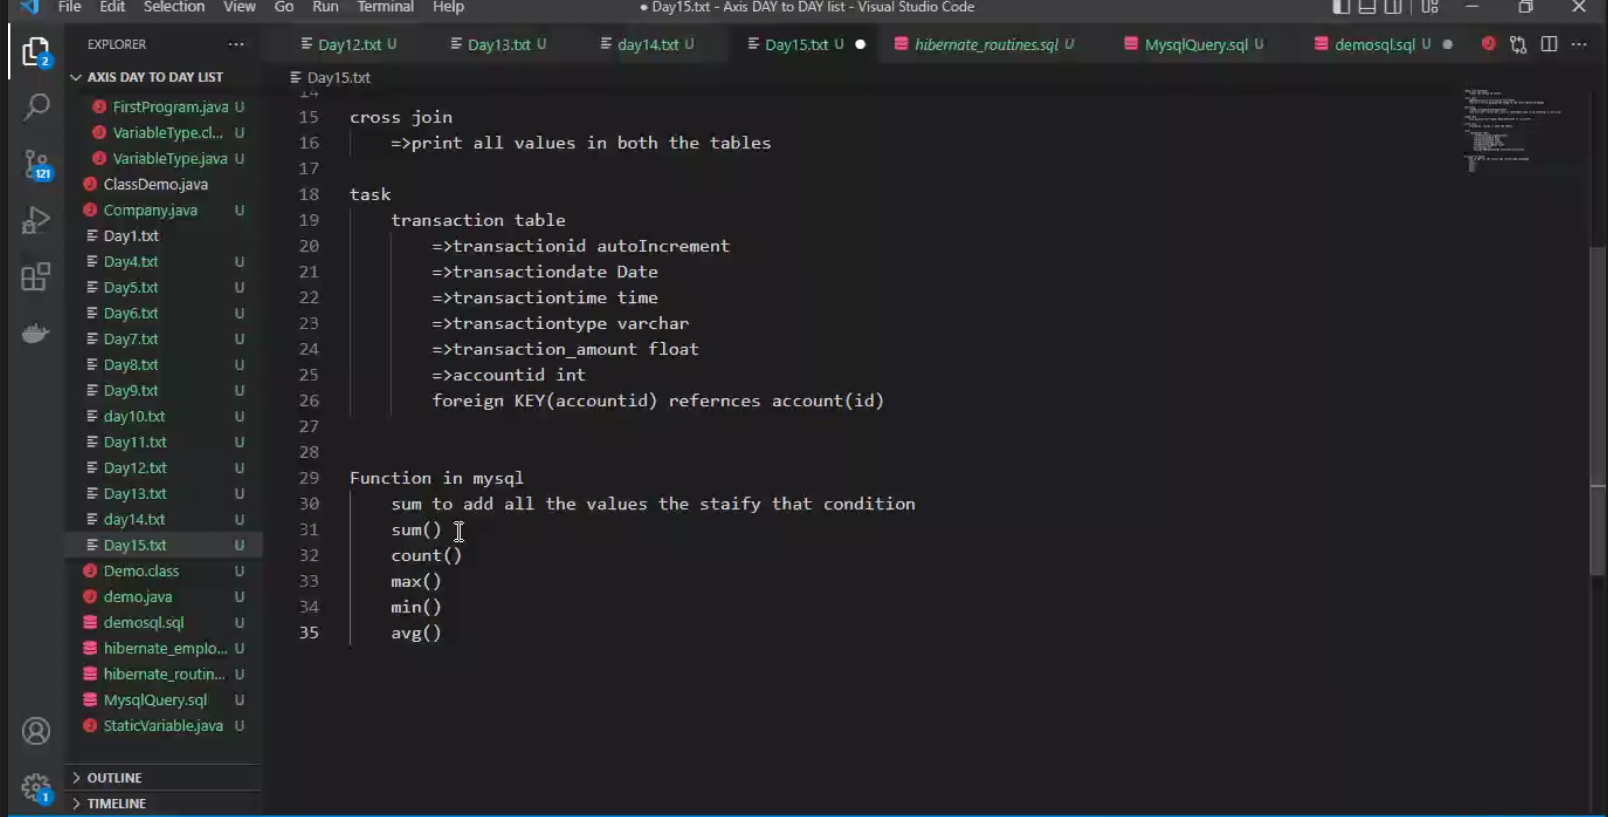 File Edit Selection View Go Run Terminal Help
● Day15.txt - Axis DAY to DAY list - Visual Studio Code
EXPLORER ···
Day12.txt U
Day13.txt U
day14.txt U
Day15.txt U ●
hibernate_routines.sql U
MysqlQuery.sql U
demosql.sql U ●
AXIS DAY TO DAY LIST
FirstProgram.java U
VariableType.cl... U
VariableType.java U
ClassDemo.java
Company.java U
Day1.txt
Day4.txt U
Day5.txt U
Day6.txt U
Day7.txt U
Day8.txt U
Day9.txt U
day10.txt U
Day11.txt U
Day12.txt U
Day13.txt U
day14.txt U
Day15.txt U
Demo.class U
demo.java U
demosql.sql U
hibernate_emplo... U
hibernate_routin... U
MysqlQuery.sql U
StaticVariable.java U
OUTLINE
TIMELINE
2
121
1
Day15.txt
14
15 cross join
16 =>print all values in both the tables
17
18 task
19 transaction table
20 =>transactionid autoIncrement
21 =>transactiondate Date
22 =>transactiontime time
23 =>transactiontype varchar
24 =>transaction_amount float
25 =>accountid int
26 foreign KEY(accountid) refernces account(id)
27
28
29 Function in mysql
30 sum to add all the values the staify that condition
31 sum()
32 count()
33 max()
34 min()
35 avg()